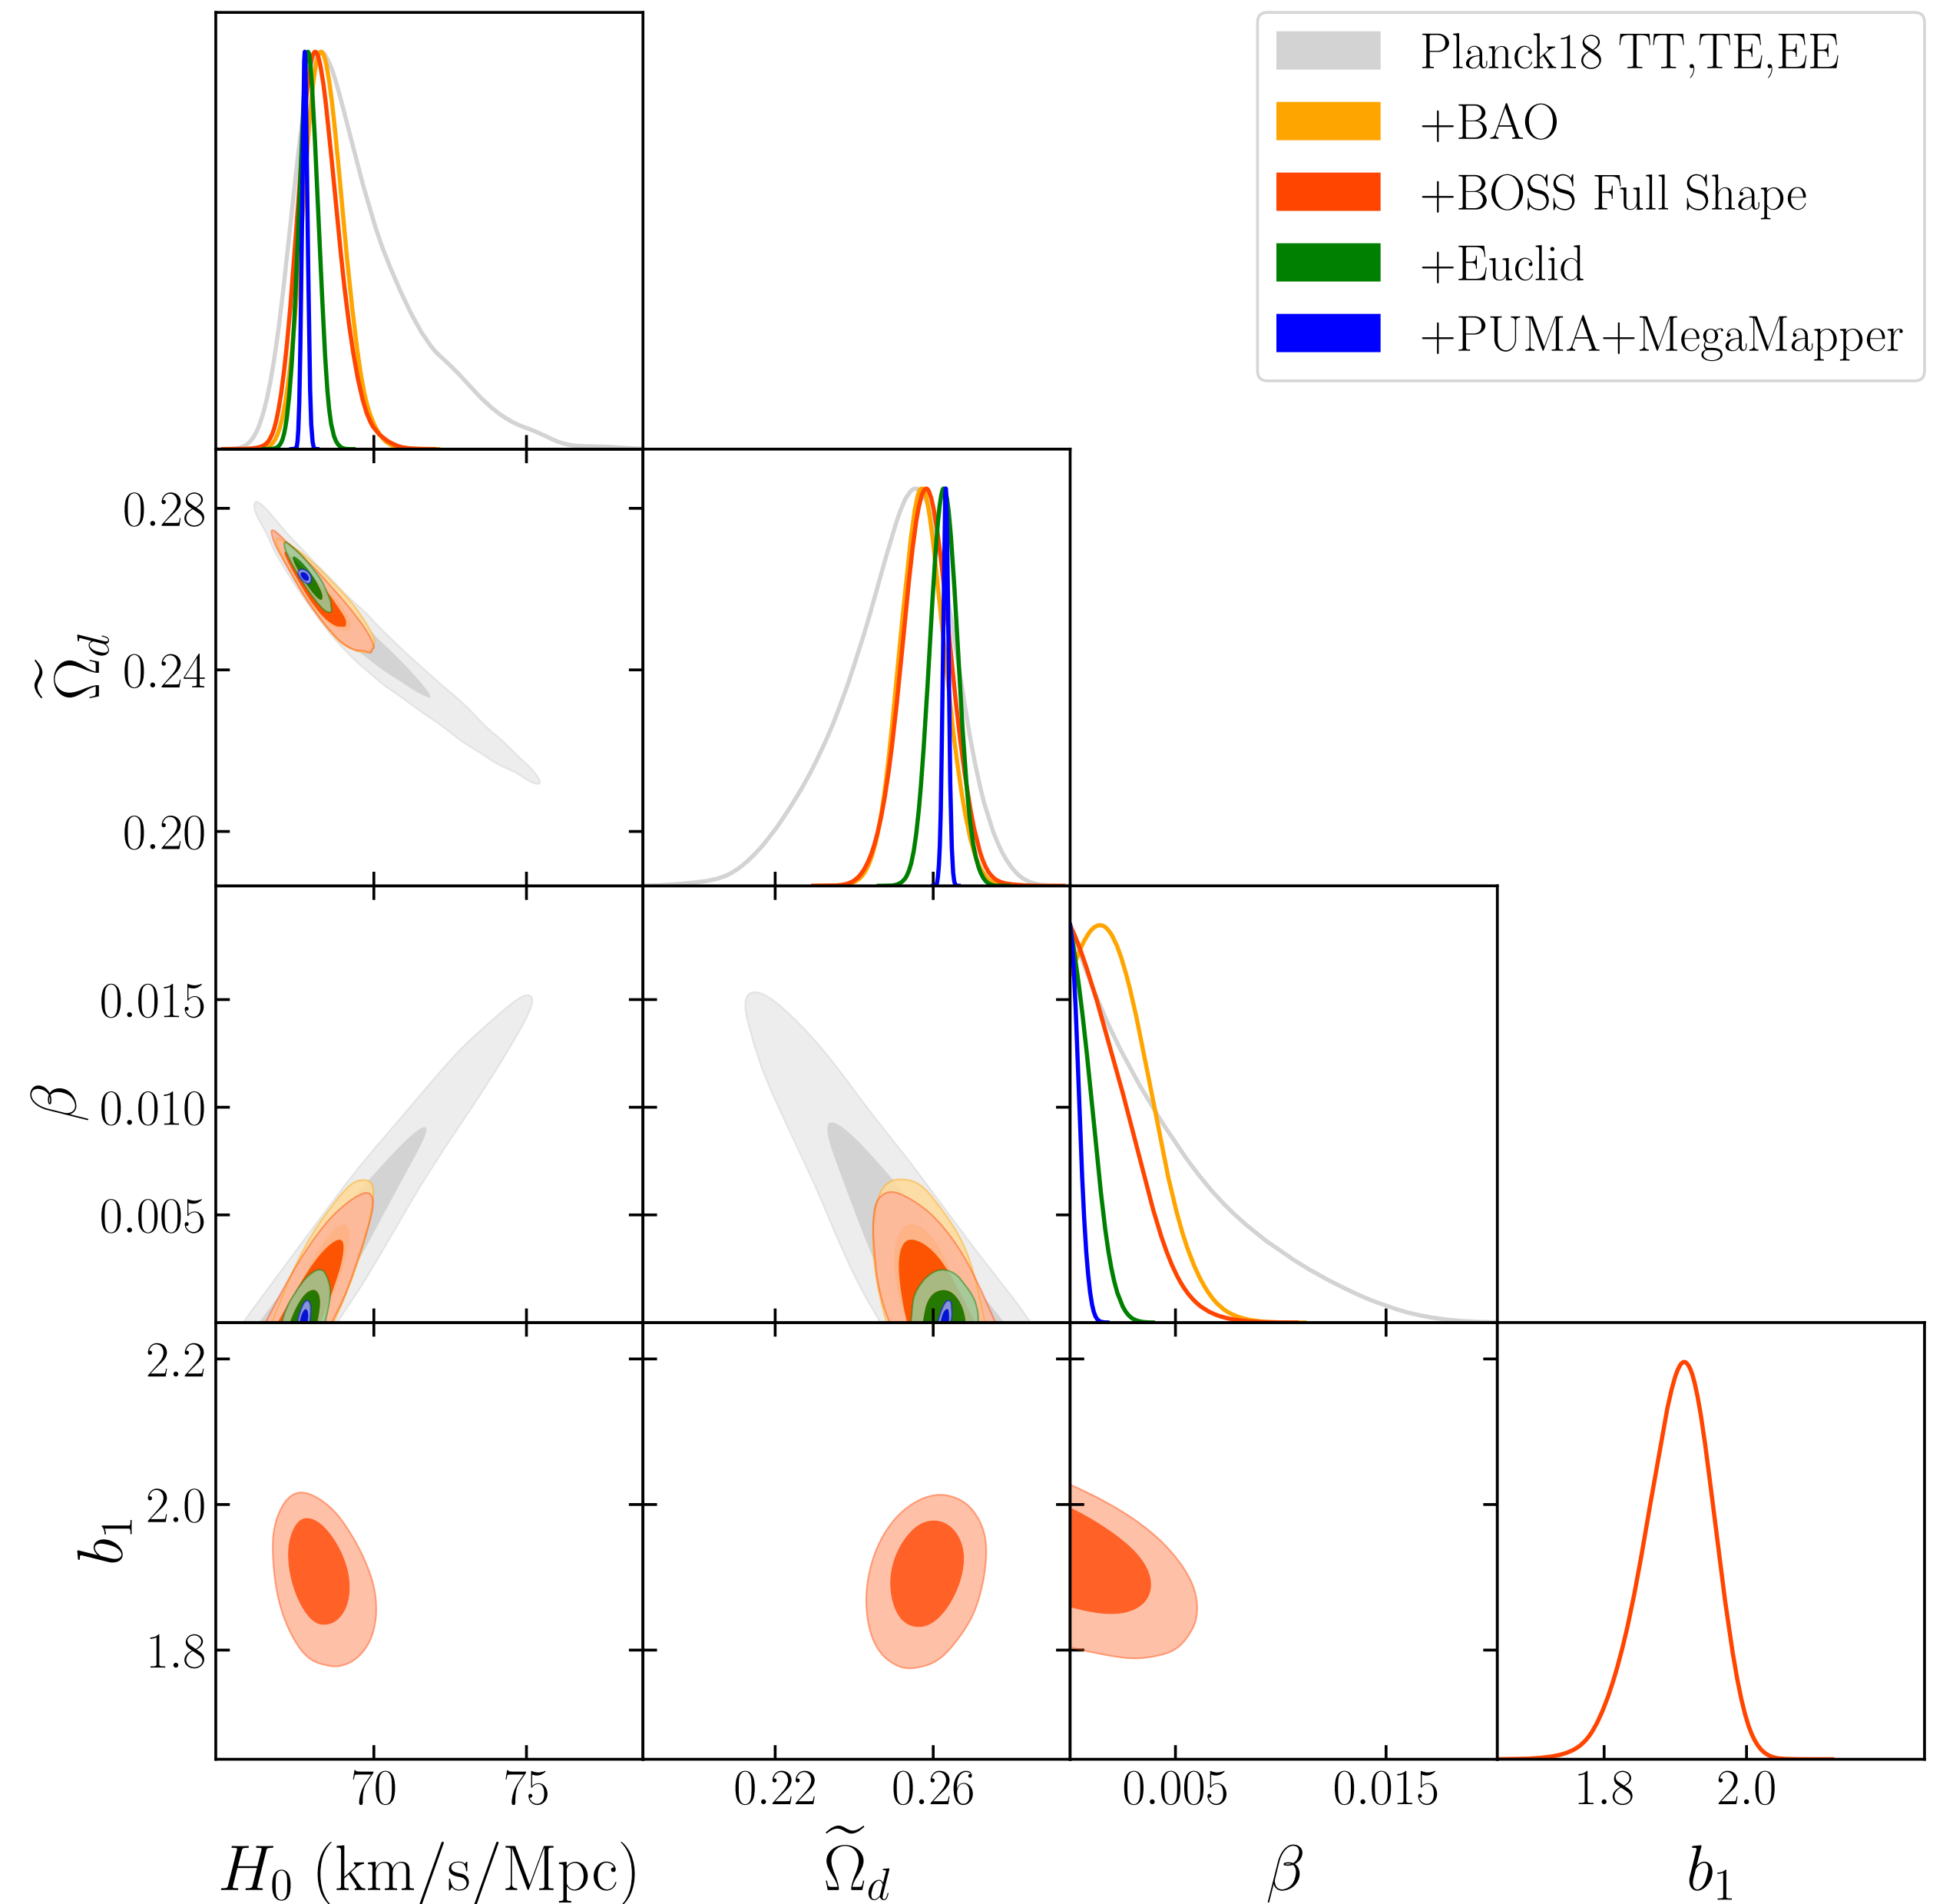 Planck18 TT,TE,EE
+BAO
+BOSS Full Shape
+Euclid
+PUMA+MegaMapper
0.28
0.24
0.20
Ω̃_d
0.015
0.010
0.005
β
2.2
2.0
1.8
b₁
70 75 0.22 0.26 0.005 0.015 1.8 2.0
H₀ (km/s/Mpc) Ω̃_d β b₁